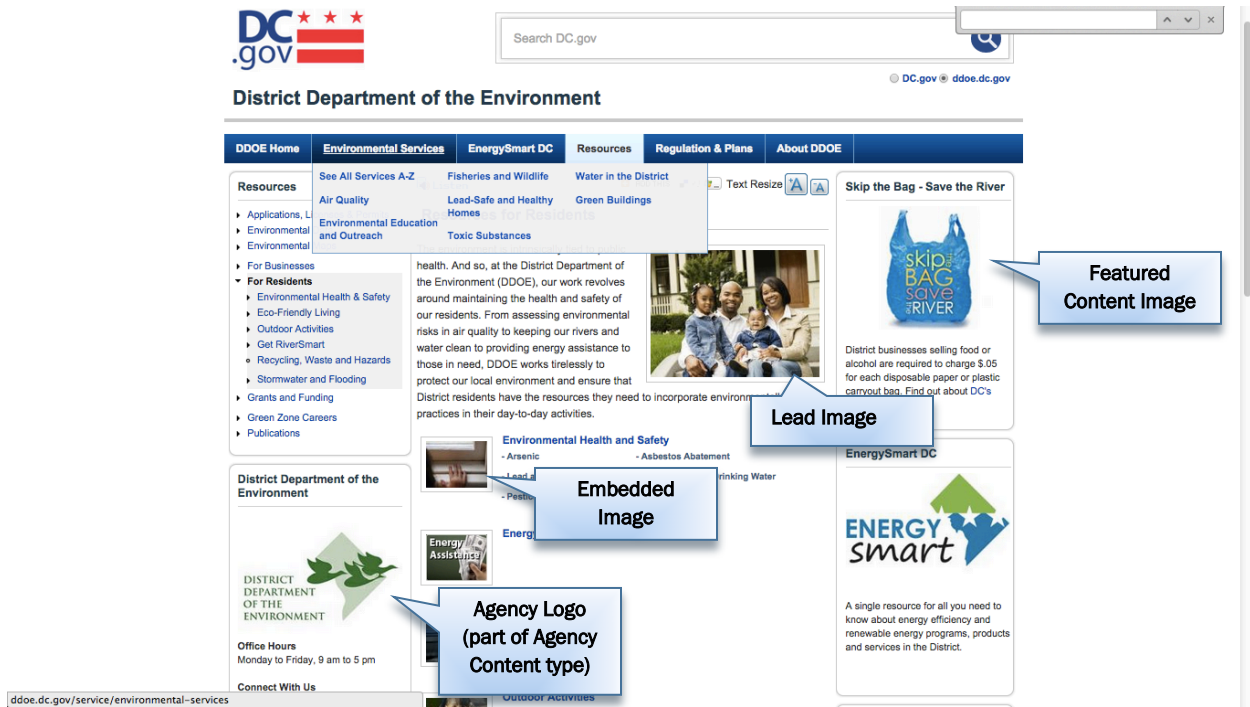 DC
.gov
Search DC.gov
DC.gov ddoe.dc.gov
District Department of the Environment
DDOE Home Environmental Services EnergySmart DC Resources Regulation & Plans About DDOE
See All Services A-Z Fisheries and Wildlife Water in the District
Air Quality Lead-Safe and Healthy Homes Green Buildings
Environmental Education and Outreach Toxic Substances
Text Resize A A
Resources
Applications,
Environmental
Environmental
For Businesses
For Residents
Environmental Health & Safety
Eco-Friendly Living
Outdoor Activities
Get RiverSmart
Recycling, Waste and Hazards
Stormwater and Flooding
Grants and Funding
Green Zone Careers
Publications
for Residents
health. And so, at the District Department of
the Environment (DDOE), our work revolves
around maintaining the health and safety of
our residents. From assessing environmental
risks in air quality to keeping our rivers and
water clean to providing energy assistance to
those in need, DDOE works tirelessly to
protect our local environment and ensure that
District residents have the resources they need to incorporate
practices in their day-to-day activities.
Environmental Health and Safety
- Arsenic - Asbestos Abatement
- Lead
Water
Energy
Assistance
Outdoor Activities
Skip the Bag - Save the River
skip
the
BAG
save
the
RIVER
District businesses selling food or
alcohol are required to charge $.05
for each disposable paper or plastic
carryout bag. Find out about DC's
EnergySmart DC
ENERGY
smart
A single resource for all you need to
know about energy efficiency and
renewable energy programs, products
and services in the District.
District Department of the
Environment
DISTRICT
DEPARTMENT
OF THE
ENVIRONMENT
Office Hours
Monday to Friday, 9 am to 5 pm
Connect With Us
Featured
Content Image
Lead Image
Embedded
Image
Agency Logo
(part of Agency
Content type)
ddoe.dc.gov/service/environmental-services